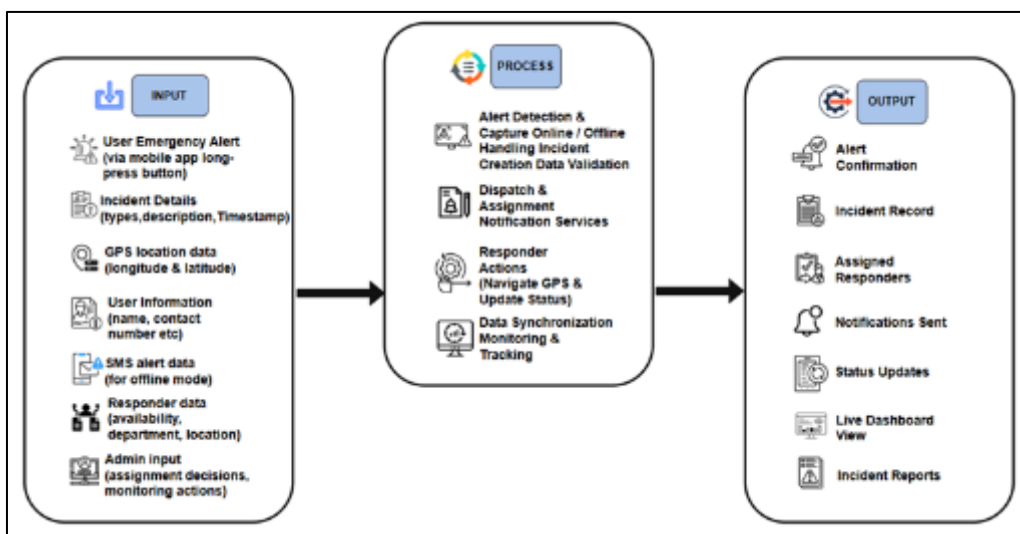 INPUT
User Emergency Alert
(via mobile app long-
press button)
Incident Details
(types,description,Timestamp)
GPS location data
(longitude & latitude)
User Information
(name, contact
number etc)
SMS alert data
(for offline mode)
Responder data
(availability,
department, location)
Admin input
(assignment decisions,
monitoring actions)
PROCESS
Alert Detection &
Capture Online / Offline
Handling Incident
Creation Data Validation
Dispatch &
Assignment
Notification Services
Responder
Actions
(Navigate GPS &
Update Status)
Data Synchronization
Monitoring &
Tracking
OUTPUT
Alert
Confirmation
Incident Record
Assigned
Responders
Notifications Sent
Status Updates
Live Dashboard
View
Incident Reports